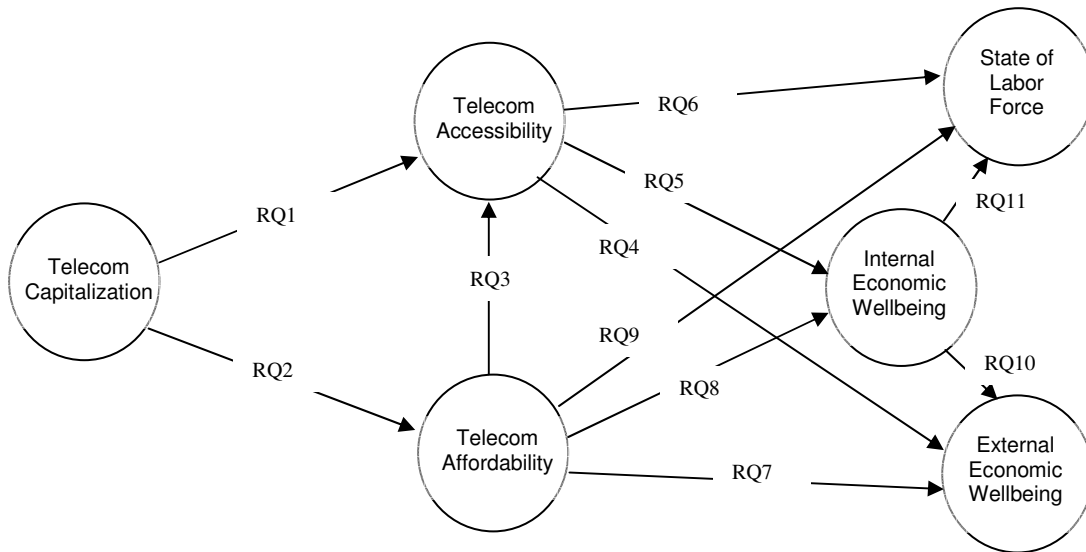 State of
Labor
Force
Telecom
Accessibility
RQ6
RQ5
RQ11
RQ1
RQ4
Telecom
Capitalization
RQ3
Internal
Economic
Wellbeing
RQ9
RQ2
RQ8
RQ10
Telecom
Affordability
RQ7
External
Economic
Wellbeing